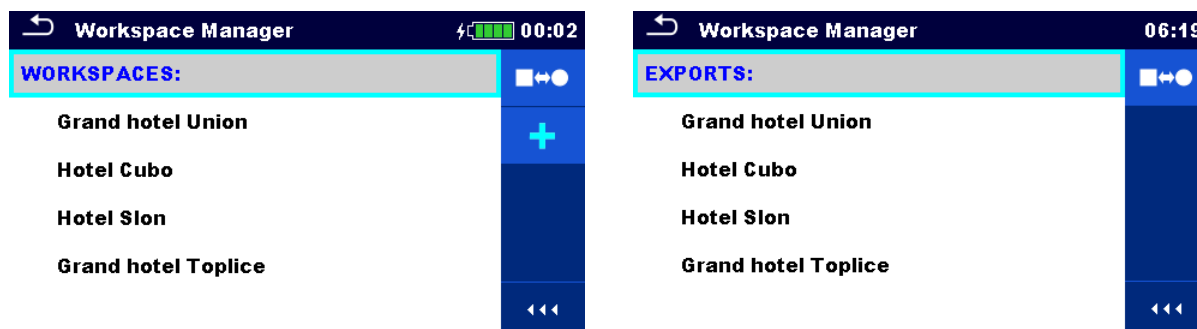 Workspace Manager 00:02
WORKSPACES:
Grand hotel Union
Hotel Cubo
Hotel Slon
Grand hotel Toplice
Workspace Manager 06:19
EXPORTS:
Grand hotel Union
Hotel Cubo
Hotel Slon
Grand hotel Toplice